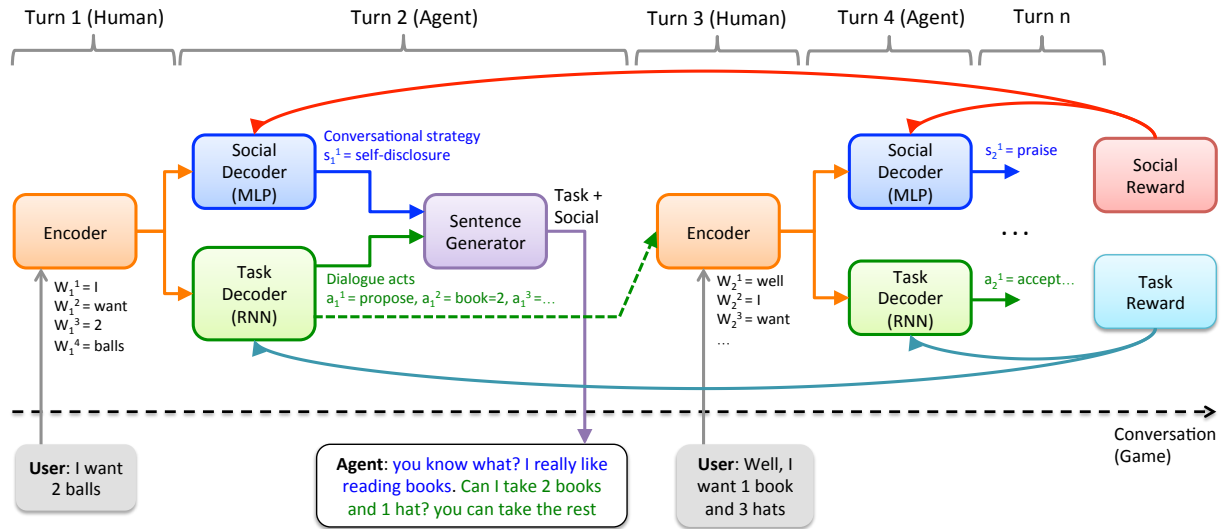 Turn 1 (Human)
Turn 2 (Agent)
Turn 3 (Human)
Turn 4 (Agent)
Turn n
Encoder
W₁¹ = I
W₁² = want
W₁³ = 2
W₁⁴ = balls
Social
Decoder
(MLP)
Conversational strategy
s₁¹ = self-disclosure
Task
Decoder
(RNN)
Dialogue acts
a₁¹ = propose, a₁² = book=2, a₁³ =…
Sentence
Generator
Task +
Social
Encoder
W₂¹ = well
W₂² = I
W₂³ = want
…
Social
Decoder
(MLP)
s₂¹ = praise
Task
Decoder
(RNN)
a₂¹ = accept…
. . .
Social
Reward
Task
Reward
Conversation
(Game)
User: I want
2 balls
Agent: you know what? I really like
reading books. Can I take 2 books
and 1 hat? you can take the rest
User: Well, I
want 1 book
and 3 hats